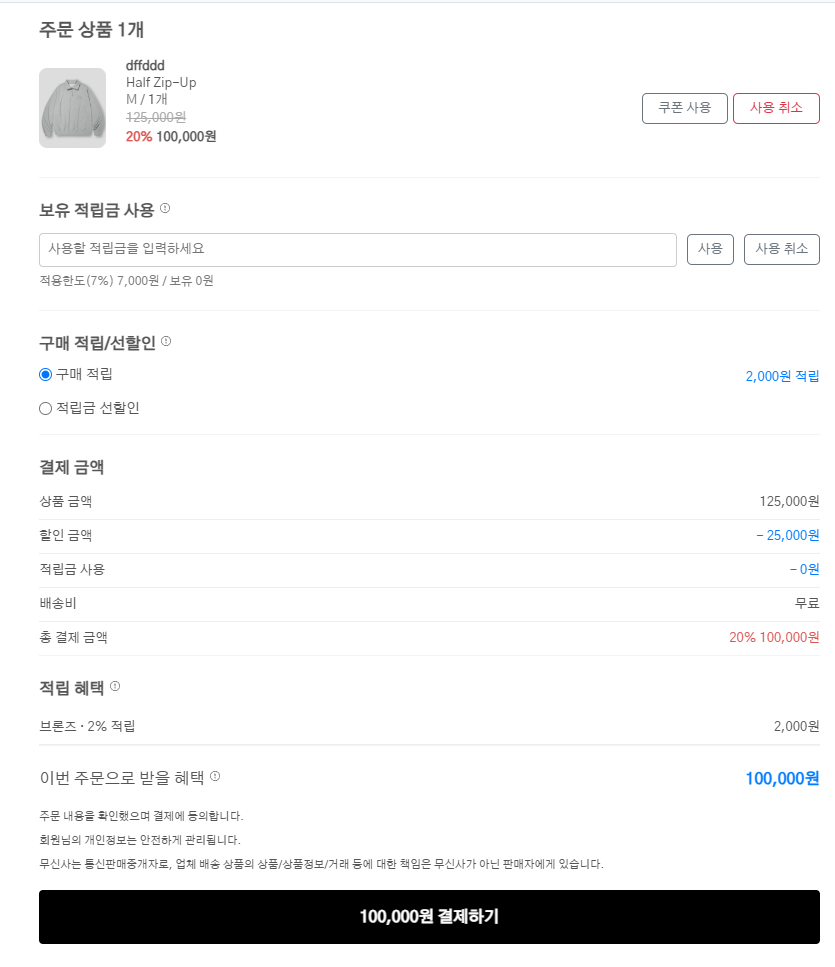 주문 상품 1개
dffddd
Half Zip-Up
M / 1개
125,000원
20% 100,000원
쿠폰 사용
사용 취소
보유 적립금 사용
사용할 적립금을 입력하세요
사용
사용 취소
적용한도(7%) 7,000원 / 보유 0원
구매 적립/선할인
구매 적립
2,000원 적립
적립금 선할인
결제 금액
상품 금액 125,000원
할인 금액 - 25,000원
적립금 사용 - 0원
배송비 무료
총 결제 금액 20% 100,000원
적립 혜택
브론즈 · 2% 적립 2,000원
이번 주문으로 받을 혜택 100,000원
주문 내용을 확인했으며 결제에 동의합니다.
회원님의 개인정보는 안전하게 관리됩니다.
무신사는 통신판매중개자로, 업체 배송 상품의 상품/상품정보/거래 등에 대한 책임은 무신사가 아닌 판매자에게 있습니다.
100,000원 결제하기